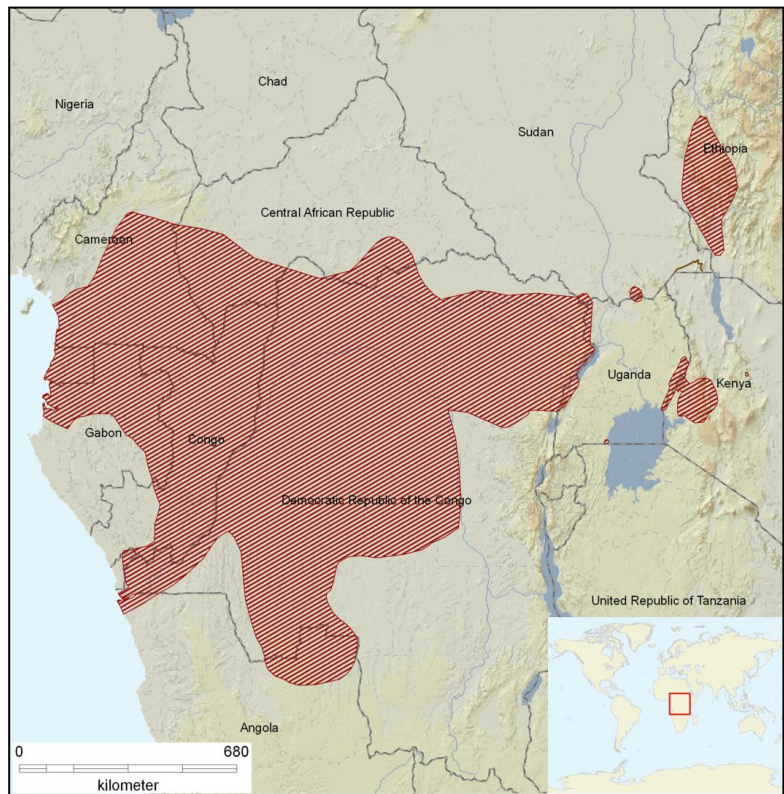 Chad
Nigeria
Sudan
Ethiopia
Central African Republic
Cameroon
Uganda
Kenya
Gabon
Congo
Democratic Republic of the Congo
United Republic of Tanzania
Angola
0 680
kilometer